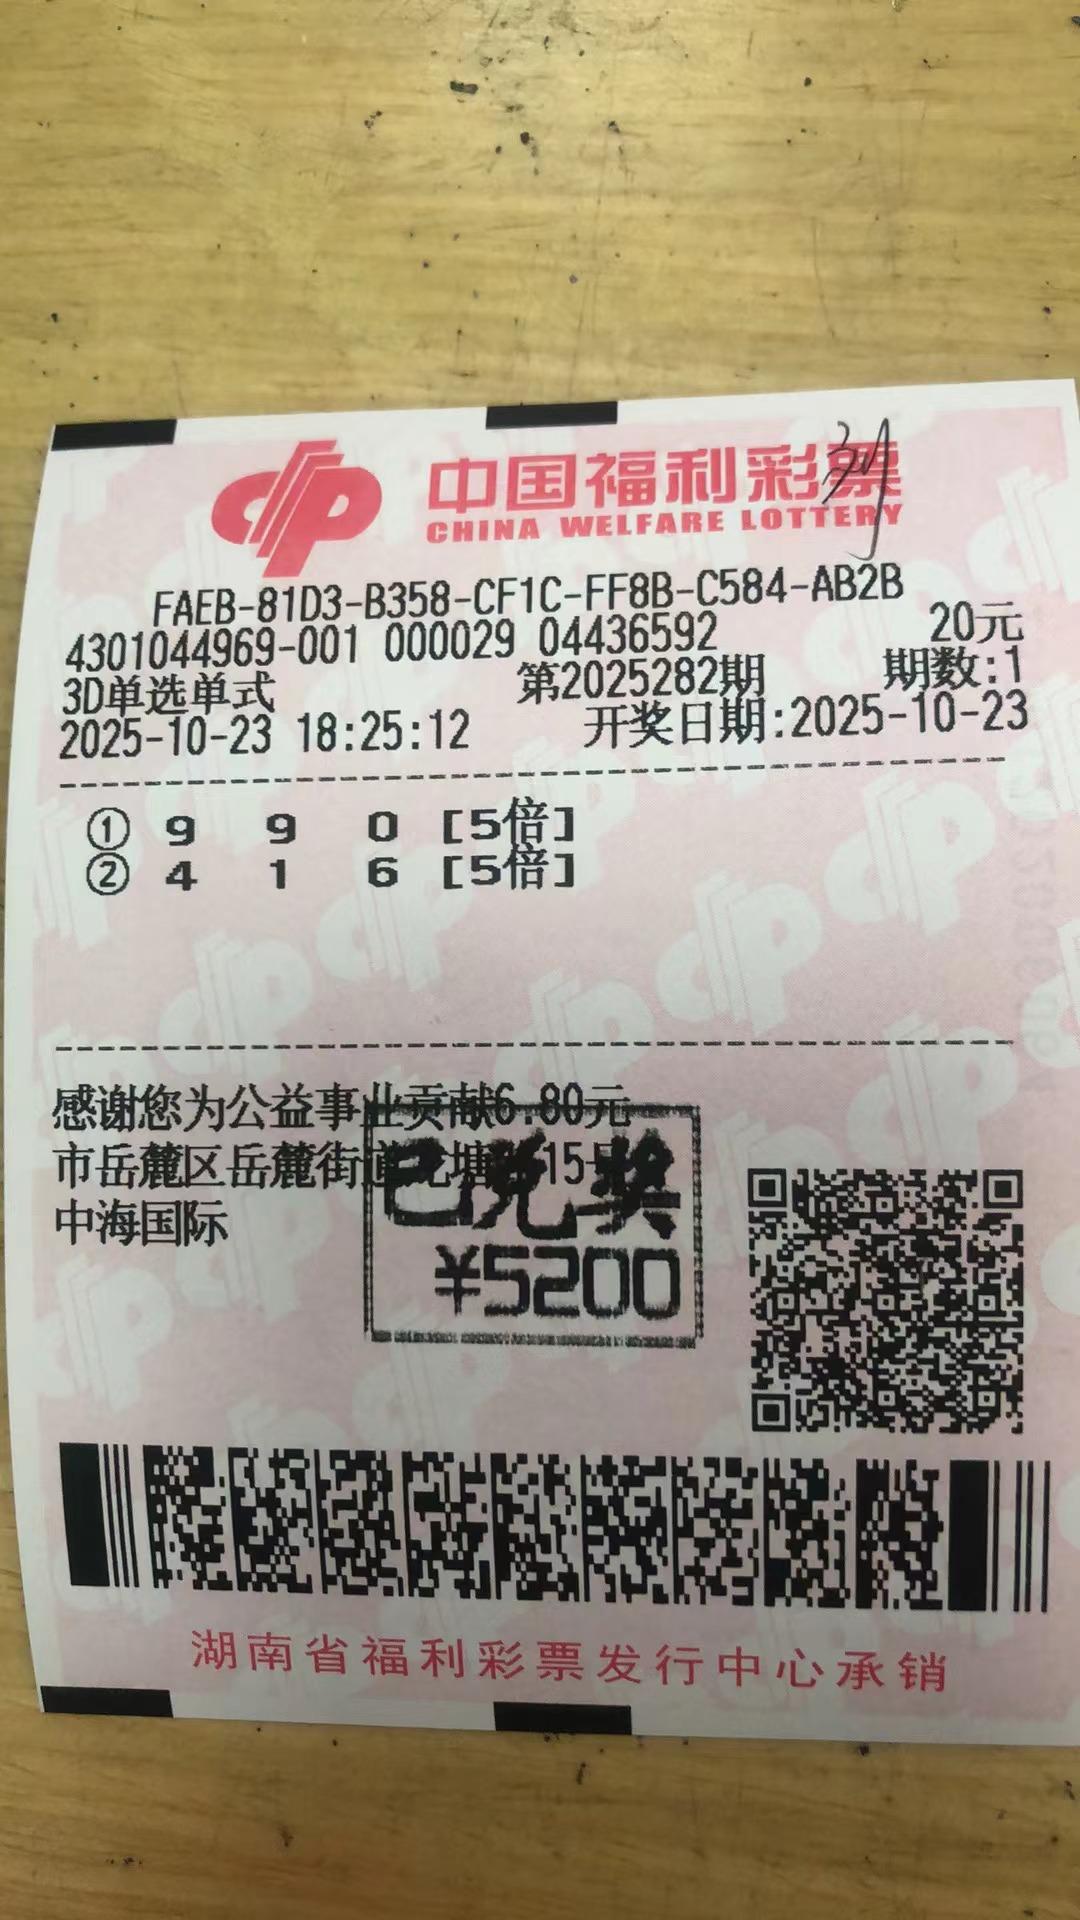 中国福利彩票
CHINA WELFARE LOTTERY
FAEB-81D3-B358-CF1C-FF8B-C584-AB2B
4301044969-001 000029 04436592 20元
3D单选单式 第2025282期 期数:1
2025-10-23 18:25:12 开奖日期:2025-10-23
① 9 9 0 [5倍]
② 4 1 6 [5倍]
感谢您为公益事业贡献6.80元
市岳麓区岳麓街道 塘 15号
中海国际
已兑奖
¥5200
湖南省福利彩票发行中心承销